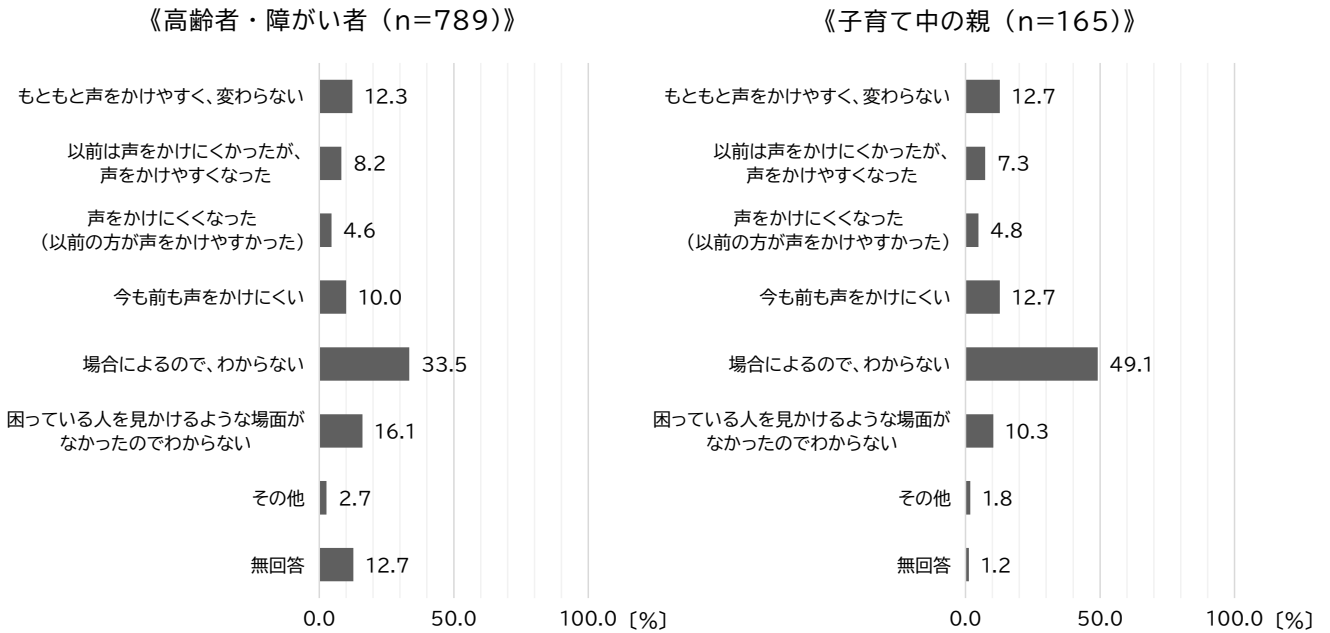 《高齢者・障がい者（n=789）》
もともと声をかけやすく、変わらない
12.3
以前は声をかけにくかったが、
声をかけやすくなった
8.2
声をかけにくくなった
（以前の方が声をかけやすかった）
4.6
今も前も声をかけにくい
10.0
場合によるので、わからない
33.5
困っている人を見かけるような場面が
なかったのでわからない
16.1
その他
2.7
無回答
12.7
0.0 50.0 100.0〔%〕
《子育て中の親（n=165）》
もともと声をかけやすく、変わらない
12.7
以前は声をかけにくかったが、
声をかけやすくなった
7.3
声をかけにくくなった
（以前の方が声をかけやすかった）
4.8
今も前も声をかけにくい
12.7
場合によるので、わからない
49.1
困っている人を見かけるような場面が
なかったのでわからない
10.3
その他
1.8
無回答
1.2
0.0 50.0 100.0〔%〕